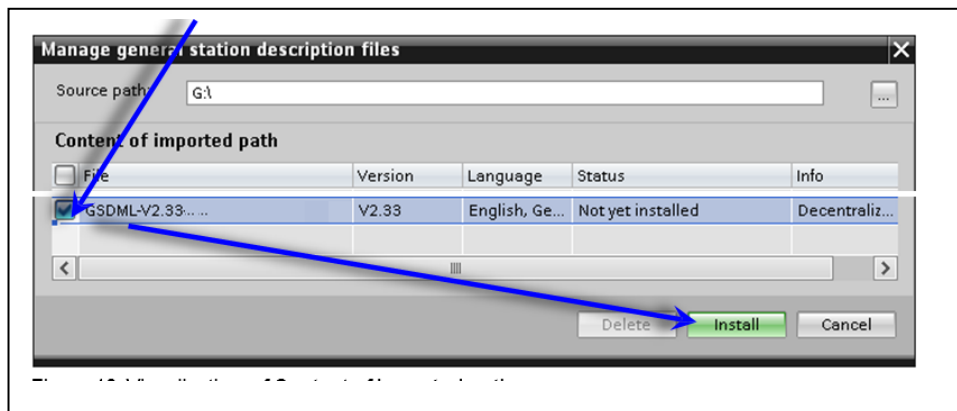 Manage general station description files
Source path: G:\ ...
Content of imported path
File Version Language Status Info
GSDML-V2.33... ... V2.33 English, Ge... Not yet installed Decentraliz...
Delete Install Cancel